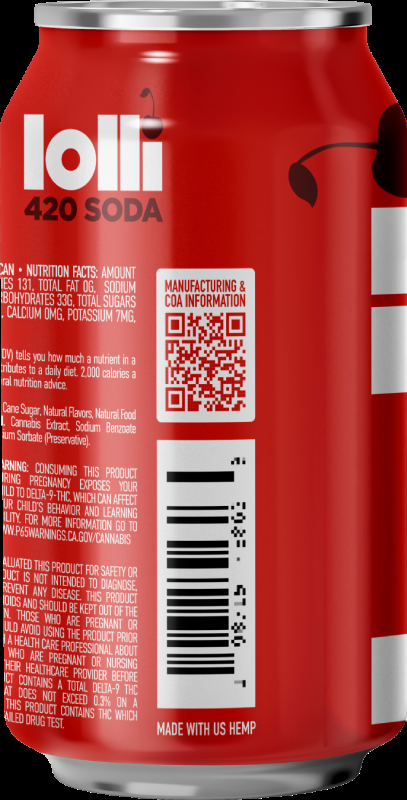 lolli
420 SODA
CAN • NUTRITION FACTS: AMOUNT
IES 131, TOTAL FAT 0G, SODIUM
RBOHYDRATES 33G, TOTAL SUGARS
, CALCIUM 0MG, POTASSIUM 7MG,
DV) tells you how much a nutrient in a
tributes to a daily diet. 2,000 calories a
eral nutrition advice.
Cane Sugar, Natural Flavors, Natural Food
Cannabis Extract, Sodium Benzoate
ium Sorbate (Preservative).
ARNING: CONSUMING THIS PRODUCT
URING PREGNANCY EXPOSES YOUR
ILD TO DELTA-9-THC, WHICH CAN AFFECT
UR CHILD'S BEHAVIOR AND LEARNING
ILITY. FOR MORE INFORMATION GO TO
WW.P65WARNINGS.CA.GOV/CANNABIS
ALUATED THIS PRODUCT FOR SAFETY OR
DUCT IS NOT INTENDED TO DIAGNOSE,
REVENT ANY DISEASE. THIS PRODUCT
OIDS AND SHOULD BE KEPT OUT OF THE
N. THOSE WHO ARE PREGNANT OR
ULD AVOID USING THE PRODUCT PRIOR
A HEALTH CARE PROFESSIONAL ABOUT
WHO ARE PREGNANT OR NURSING
HEIR HEALTHCARE PROVIDER BEFORE
CT CONTAINS A TOTAL DELTA-9 THC
AT DOES NOT EXCEED 0.3% ON A
THIS PRODUCT CONTAINS THC WHICH
AILED DRUG TEST.
MANUFACTURING &
COA INFORMATION
MADE WITH US HEMP